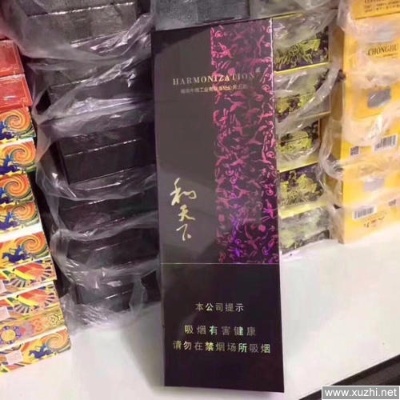 HARMONIZATION
和天下
本公司提示
吸烟有害健康
请勿在禁烟场所吸烟
CHONGHE
www.xuzhi.net